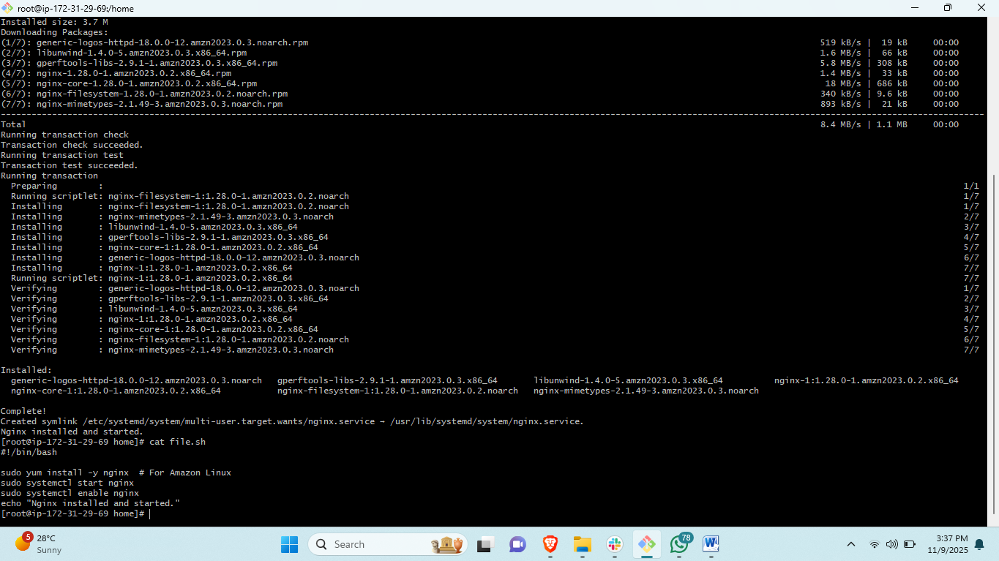 root@ip-172-31-29-69:/home
Installed size: 3.7 M
Downloading Packages:
(1/7): generic-logos-httpd-18.0.0-12.amzn2023.0.3.noarch.rpm 519 kB/s | 19 kB 00:00
(2/7): libunwind-1.4.0-5.amzn2023.0.3.x86_64.rpm 1.6 MB/s | 66 kB 00:00
(3/7): gperftools-libs-2.9.1-1.amzn2023.0.3.x86_64.rpm 5.8 MB/s | 308 kB 00:00
(4/7): nginx-1.28.0-1.amzn2023.0.2.x86_64.rpm 1.4 MB/s | 33 kB 00:00
(5/7): nginx-core-1.28.0-1.amzn2023.0.2.x86_64.rpm 18 MB/s | 686 kB 00:00
(6/7): nginx-filesystem-1.28.0-1.amzn2023.0.2.noarch.rpm 340 kB/s | 9.6 kB 00:00
(7/7): nginx-mimetypes-2.1.49-3.amzn2023.0.3.noarch.rpm 893 kB/s | 21 kB 00:00
--------------------------------------------------------------------------------
Total 8.4 MB/s | 1.1 MB 00:00
Running transaction check
Transaction check succeeded.
Running transaction test
Transaction test succeeded.
Running transaction
Preparing : 1/1
Running scriptlet: nginx-filesystem-1:1.28.0-1.amzn2023.0.2.noarch 1/7
Installing : nginx-filesystem-1:1.28.0-1.amzn2023.0.2.noarch 1/7
Installing : nginx-mimetypes-2.1.49-3.amzn2023.0.3.noarch 2/7
Installing : libunwind-1.4.0-5.amzn2023.0.3.x86_64 3/7
Installing : gperftools-libs-2.9.1-1.amzn2023.0.3.x86_64 4/7
Installing : nginx-core-1:1.28.0-1.amzn2023.0.2.x86_64 5/7
Installing : generic-logos-httpd-18.0.0-12.amzn2023.0.3.noarch 6/7
Installing : nginx-1:1.28.0-1.amzn2023.0.2.x86_64 7/7
Running scriptlet: nginx-1:1.28.0-1.amzn2023.0.2.x86_64 7/7
Verifying : generic-logos-httpd-18.0.0-12.amzn2023.0.3.noarch 1/7
Verifying : gperftools-libs-2.9.1-1.amzn2023.0.3.x86_64 2/7
Verifying : libunwind-1.4.0-5.amzn2023.0.3.x86_64 3/7
Verifying : nginx-1:1.28.0-1.amzn2023.0.2.x86_64 4/7
Verifying : nginx-core-1:1.28.0-1.amzn2023.0.2.x86_64 5/7
Verifying : nginx-filesystem-1:1.28.0-1.amzn2023.0.2.noarch 6/7
Verifying : nginx-mimetypes-2.1.49-3.amzn2023.0.3.noarch 7/7
Installed:
generic-logos-httpd-18.0.0-12.amzn2023.0.3.noarch gperftools-libs-2.9.1-1.amzn2023.0.3.x86_64 libunwind-1.4.0-5.amzn2023.0.3.x86_64 nginx-1:1.28.0-1.amzn2023.0.2.x86_64
nginx-core-1:1.28.0-1.amzn2023.0.2.x86_64 nginx-filesystem-1:1.28.0-1.amzn2023.0.2.noarch nginx-mimetypes-2.1.49-3.amzn2023.0.3.noarch
Complete!
Created symlink /etc/systemd/system/multi-user.target.wants/nginx.service → /usr/lib/systemd/system/nginx.service.
Nginx installed and started.
[root@ip-172-31-29-69 home]# cat file.sh
#!/bin/bash
sudo yum install -y nginx # For Amazon Linux
sudo systemctl start nginx
sudo systemctl enable nginx
echo "Nginx installed and started."
[root@ip-172-31-29-69 home]#
5
28°C
Sunny
Search
78
W
3:37 PM
11/9/2025